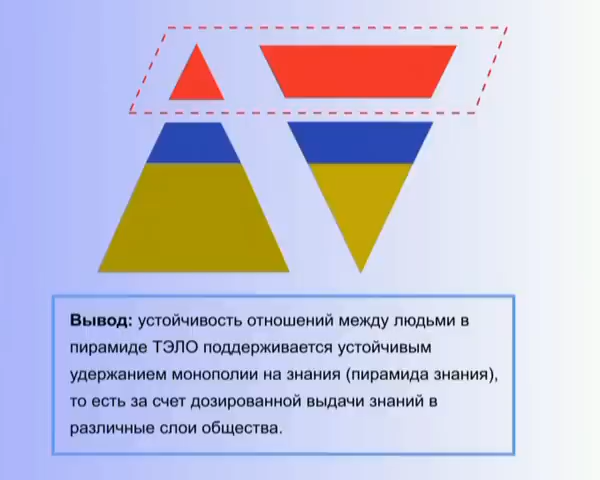 Вывод: устойчивость отношений между людьми в
пирамиде ТЭЛО поддерживается устойчивым
удержанием монополии на знания (пирамида знания),
то есть за счет дозированной выдачи знаний в
различные слои общества.